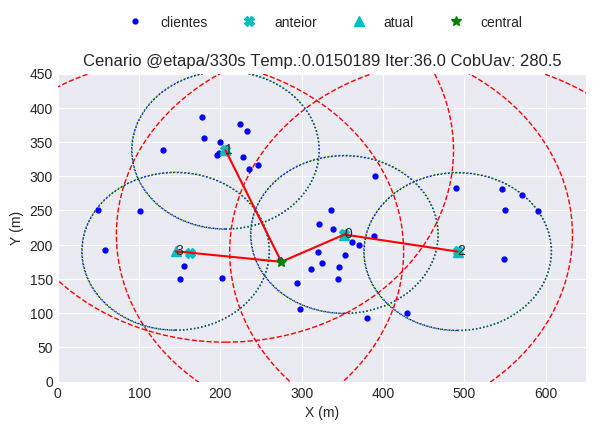 clientes anteior atual central
Cenario @etapa/330s Temp.:0.0150189 Iter:36.0 CobUav: 280.5
450
400
350
300
250
200
150
100
50
0
Y (m)
1
0
3
2
0 100 200 300 400 500 600
X (m)